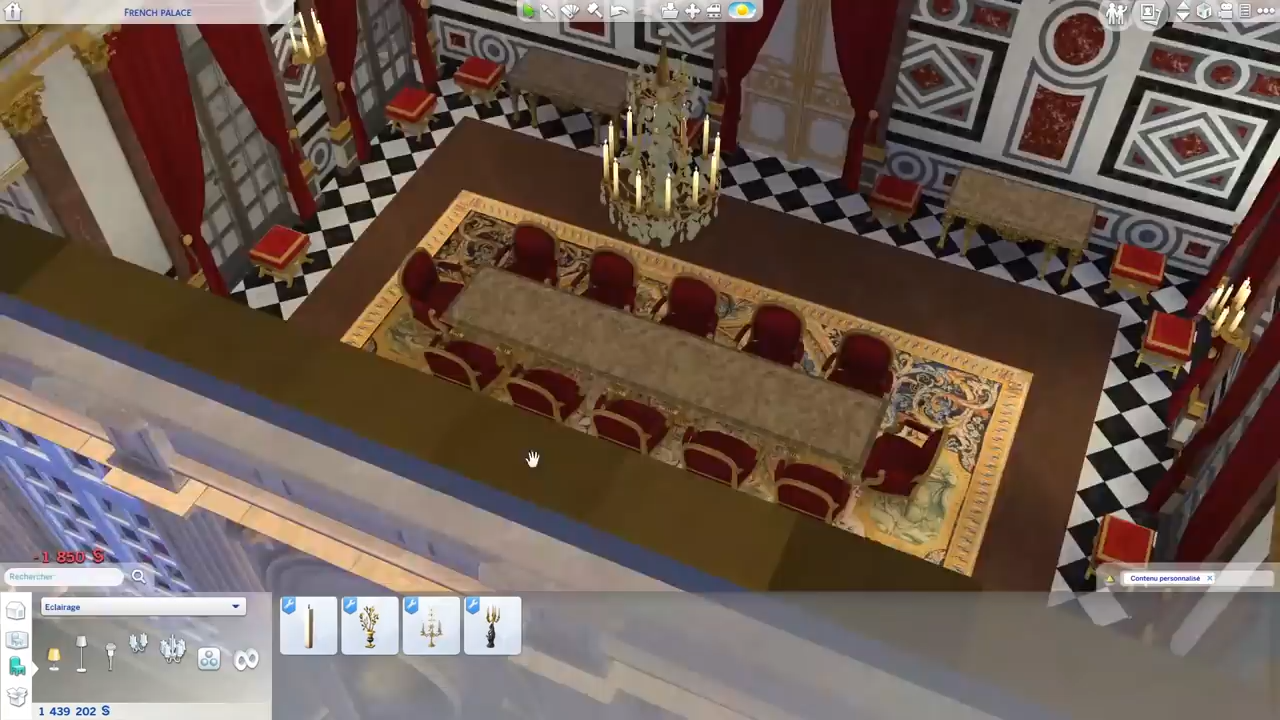 FRENCH PALACE
-1 850 $
Rechercher
Contenu personnalisé
Eclairage
1 439 202 $